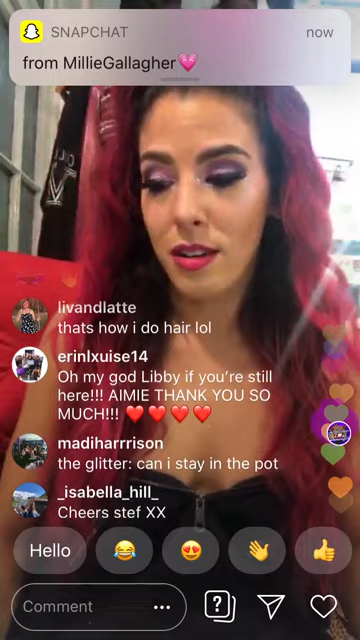 SNAPCHAT
now
from MillieGallagher💗
livandlatte
thats how i do hair lol
erinlxuise14
Oh my god Libby if you’re still
here!!! AIMIE THANK YOU SO
MUCH!!! ❤️❤️❤️❤️
madiharrrison
the glitter: can i stay in the pot
_isabella_hill_
Cheers stef XX
Hello 😂 😍 👋 👍
Comment